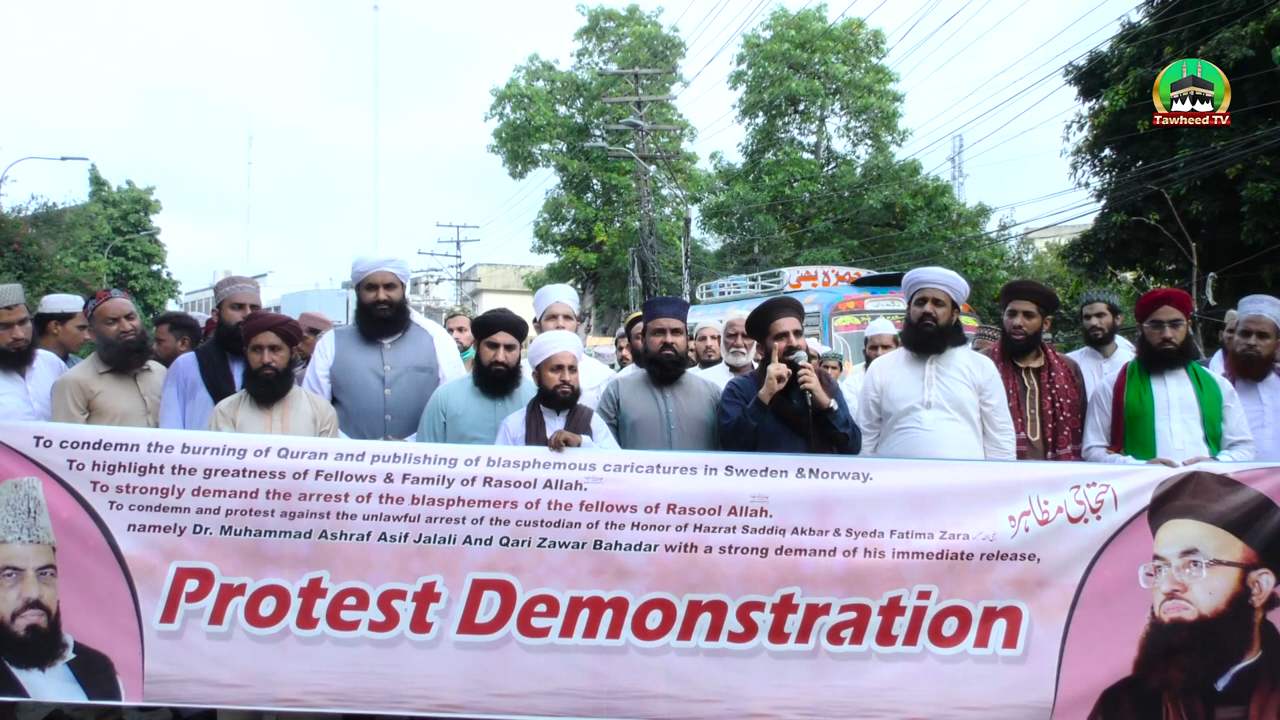 Tawheed TV
حمزہ پنی
To condemn the burning of Quran and publishing of blasphemous caricatures in Sweden &Norway.
To highlight the greatness of Fellows & Family of Rasool Allah.
To strongly demand the arrest of the blasphemers of the fellows of Rasool Allah.
To condemn and protest against the unlawful arrest of the custodian of the Honor of Hazrat Saddiq Akbar & Syeda Fatima Zara
namely Dr. Muhammad Ashraf Asif Jalali And Qari Zawar Bahadar with a strong demand of his immediate release,
احتجاجی مظاہرہ
Protest Demonstration